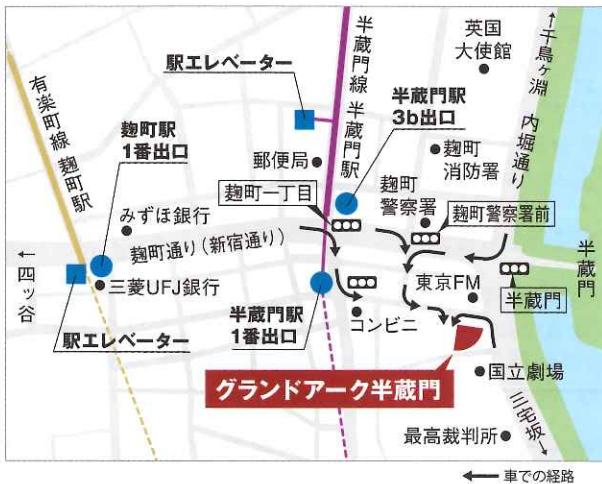 英国
大使館
↑千鳥ヶ淵 内堀通り
駅エレベーター
半蔵門線 半蔵門駅
半蔵門駅
3b出口
有楽町線 麹町駅
麹町駅
1番出口
郵便局
麹町
消防署
麹町一丁目
麹町
警察署
麹町警察署前
みずほ銀行
麹町通り(新宿通り)
←四ッ谷
三菱UFJ銀行
駅エレベーター
半蔵門駅
1番出口
コンビニ
東京FM
半蔵門
半蔵門
グランドアーク半蔵門
国立劇場
三宅坂→
最高裁判所
車での経路